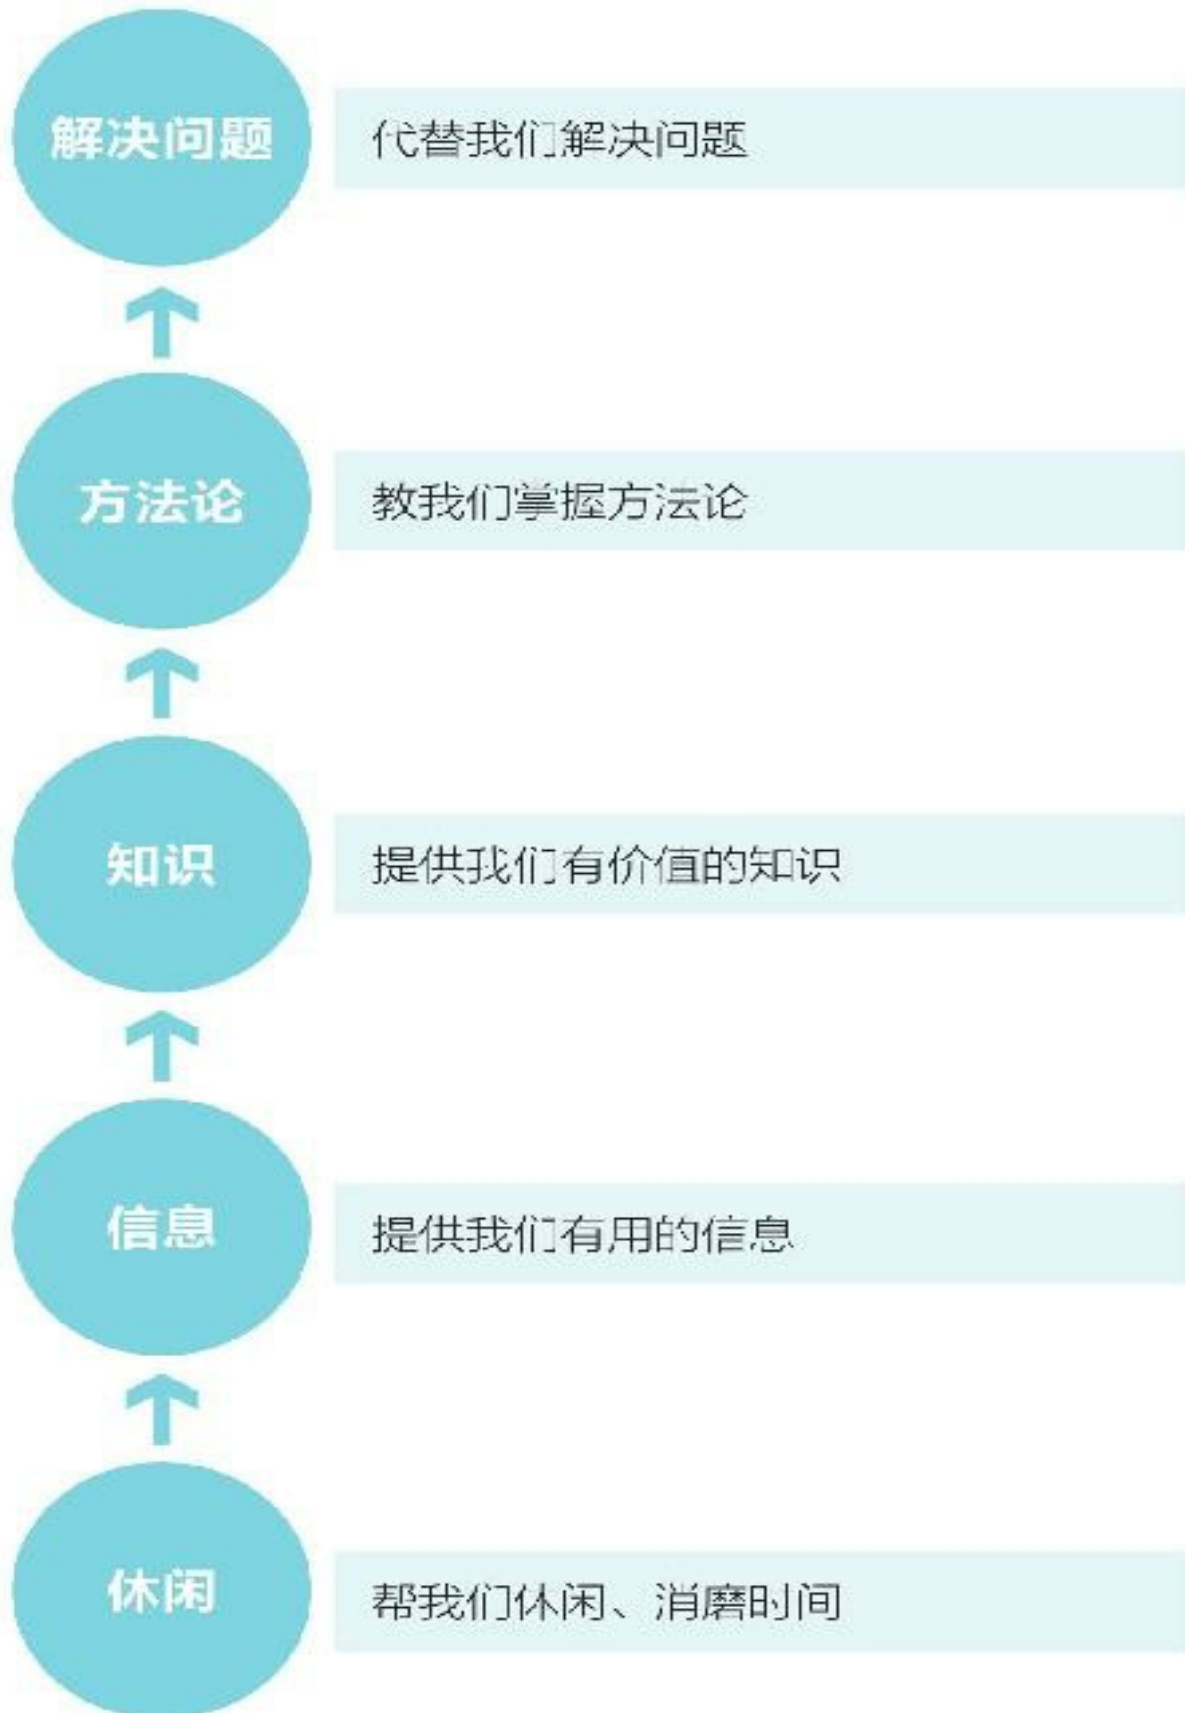 解决问题
代替我们解决问题
方法论
教我们掌握方法论
知识
提供我们有价值的知识
信息
提供我们有用的信息
休闲
帮我们休闲、消磨时间